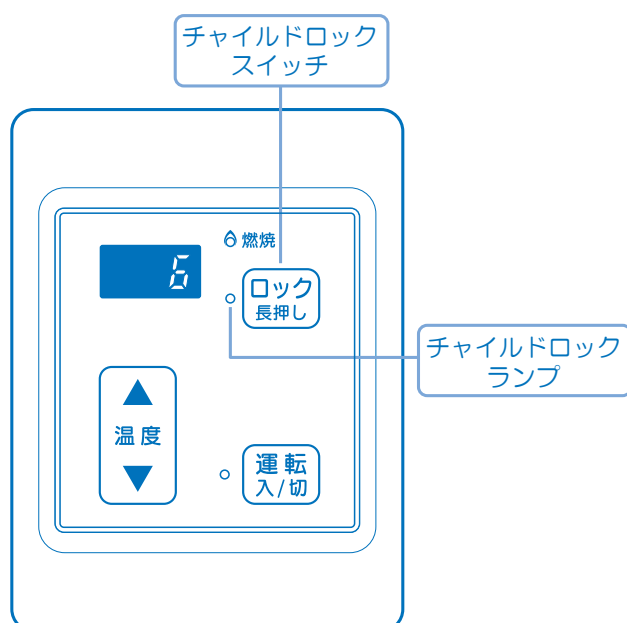 チャイルドロック
スイッチ
燃焼
6
ロック
長押し
チャイルドロック
ランプ
▲
温度
▼
運転
入/切